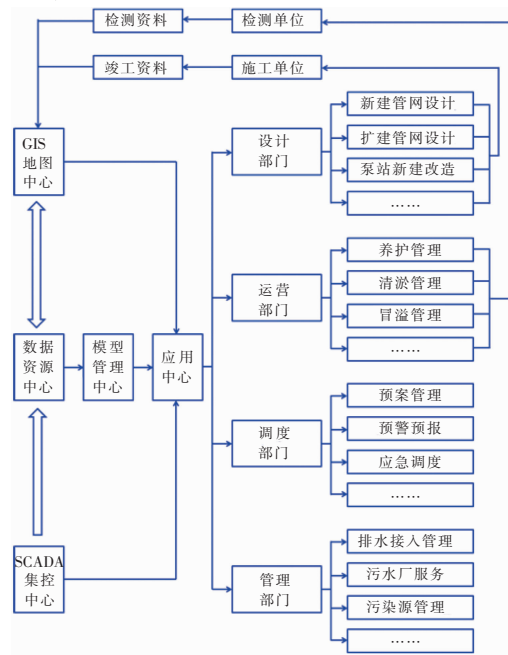 检测资料
检测单位
竣工资料
施工单位
GIS
地图
中心
数据
资源
中心
SCADA
集控
中心
模型
管理
中心
应用
中心
设计
部门
新建管网设计
扩建管网设计
泵站新建改造
……
运营
部门
养护管理
清淤管理
冒溢管理
……
调度
部门
预案管理
预警预报
应急调度
……
管理
部门
排水接入管理
污水厂服务
污染源管理
……